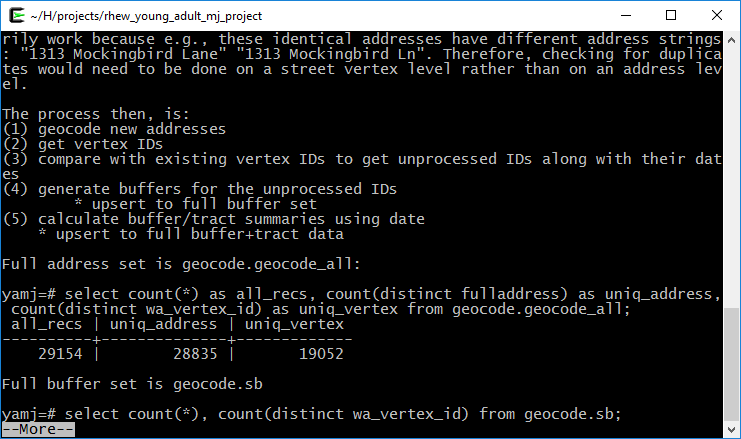 ~/H/projects/rhew_young_adult_mj_project
rily work because e.g., these identical addresses have different address strings
: "1313 Mockingbird Lane" "1313 Mockingbird Ln". Therefore, checking for duplica
tes would need to be done on a street vertex level rather than on an address lev
el.

The process then, is:
(1) geocode new addresses
(2) get vertex IDs
(3) compare with existing vertex IDs to get unprocessed IDs along with their dat
es
(4) generate buffers for the unprocessed IDs
        * upsert to full buffer set
(5) calculate buffer/tract summaries using date
    * upsert to full buffer+tract data

Full address set is geocode.geocode_all:

yamj=# select count(*) as all_recs, count(distinct fulladdress) as uniq_address,
 count(distinct wa_vertex_id) as uniq_vertex from geocode.geocode_all;
 all_recs | uniq_address | uniq_vertex
----------+--------------+-------------
    29154 |        28835 |       19052

Full buffer set is geocode.sb

yamj=# select count(*), count(distinct wa_vertex_id) from geocode.sb;
--More--